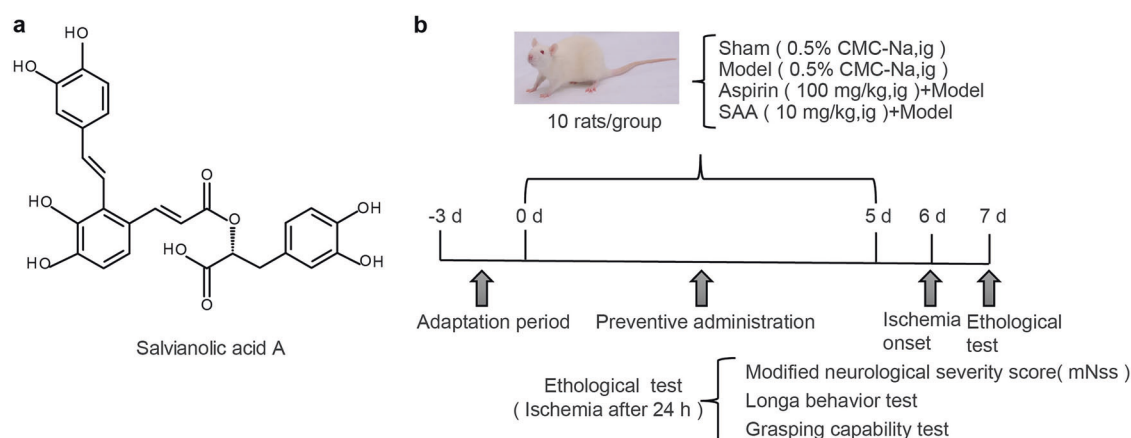 a
HO
HO
HO
HO
O
O
HO
O
OH
OH
Salvianolic acid A
b
10 rats/group
Sham ( 0.5% CMC-Na,ig )
Model ( 0.5% CMC-Na,ig )
Aspirin ( 100 mg/kg,ig )+Model
SAA ( 10 mg/kg,ig )+Model
-3 d
0 d
5 d
6 d
7 d
Adaptation period
Preventive administration
Ischemia
onset
Ethological
test
Ethological test
( Ischemia after 24 h )
Modified neurological severity score( mNss )
Longa behavior test
Grasping capability test